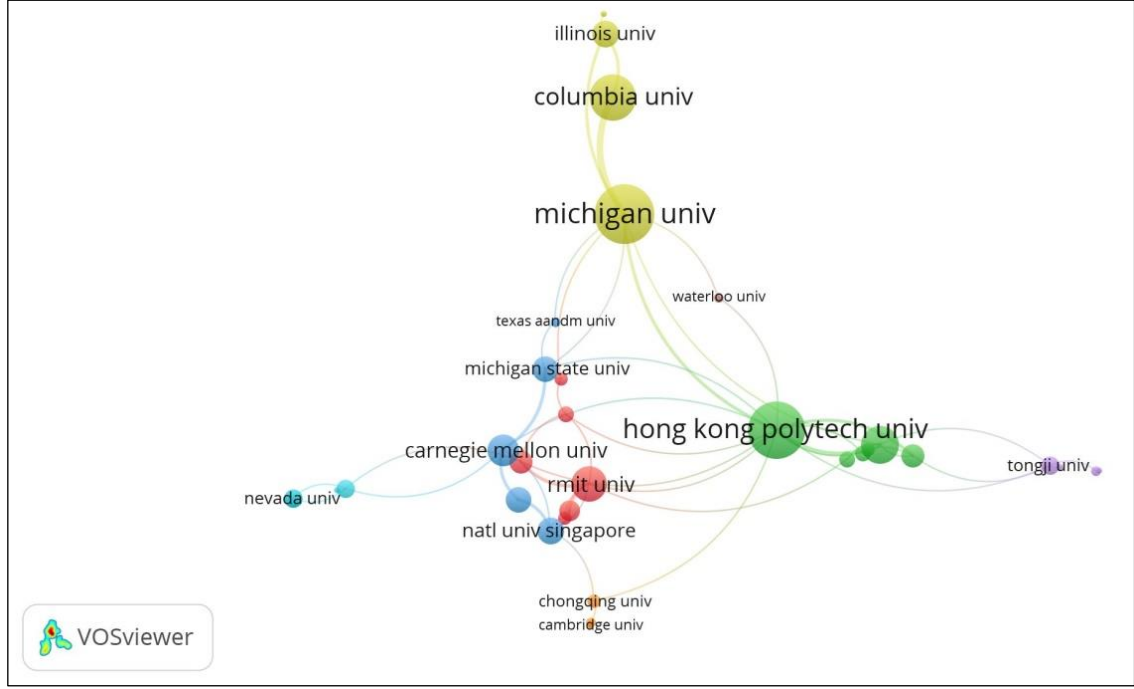 illinois univ
columbia univ
michigan univ
waterloo univ
texas aandm univ
michigan state univ
hong kong polytech univ
carnegie mellon univ
tongji univ
rmit univ
nevada univ
natl univ singapore
chongqing univ
cambridge univ
VOSviewer